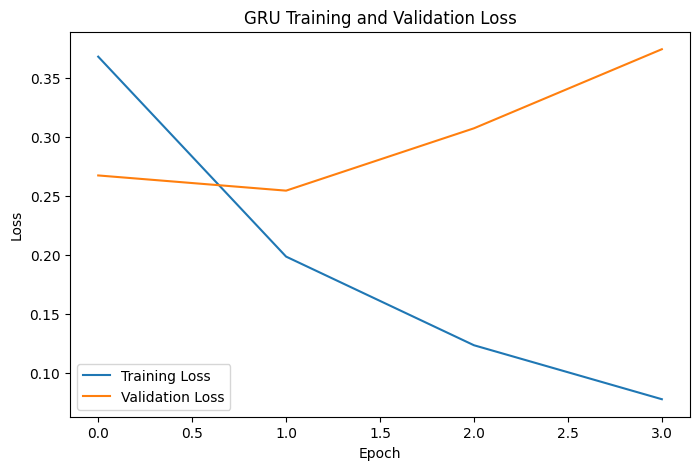 GRU Training and Validation Loss
0.35
0.30
0.25
0.20
0.15
0.10
Loss
Training Loss
Validation Loss
0.0 0.5 1.0 1.5 2.0 2.5 3.0
Epoch